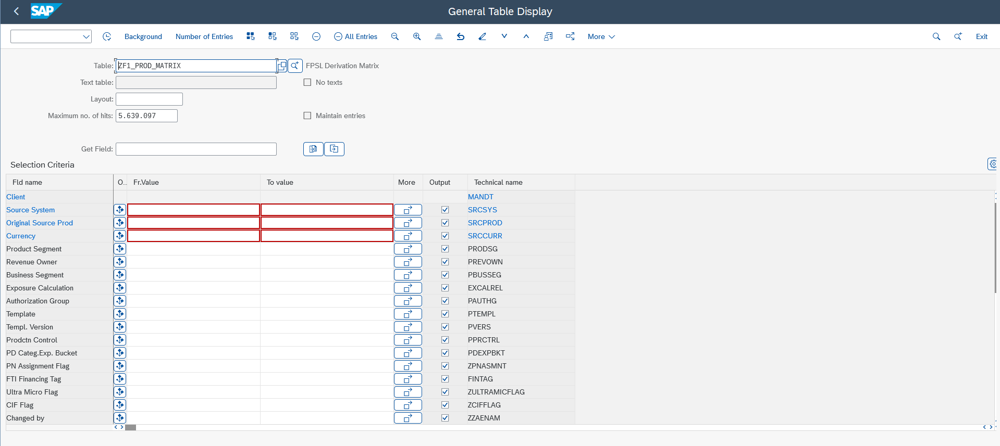 SAP General Table Display
Background Number of Entries All Entries More Exit
Table: ZF1_PROD_MATRIX FPSL Derivation Matrix
Text table: No texts
Layout:
Maximum no. of hits: 5.639.097 Maintain entries
Get Field:
Selection Criteria
Fld name O... Fr.Value To value More Output Technical name
Client MANDT
Source System SRCSYS
Original Source Prod SRCPROD
Currency SRCCURR
Product Segment PRODSG
Revenue Owner PREVOWN
Business Segment PBUSSEG
Exposure Calculation EXCALREL
Authorization Group PAUTHG
Template PTEMPL
Templ. Version PVERS
Prodctn Control PPRCTRL
PD Categ.Exp. Bucket PDEXPBKT
PN Assignment Flag ZPNASMNT
FTI Financing Tag FINTAG
Ultra Micro Flag ZULTRAMICFLAG
CIF Flag ZCIFFLAG
Changed by ZZAENAM